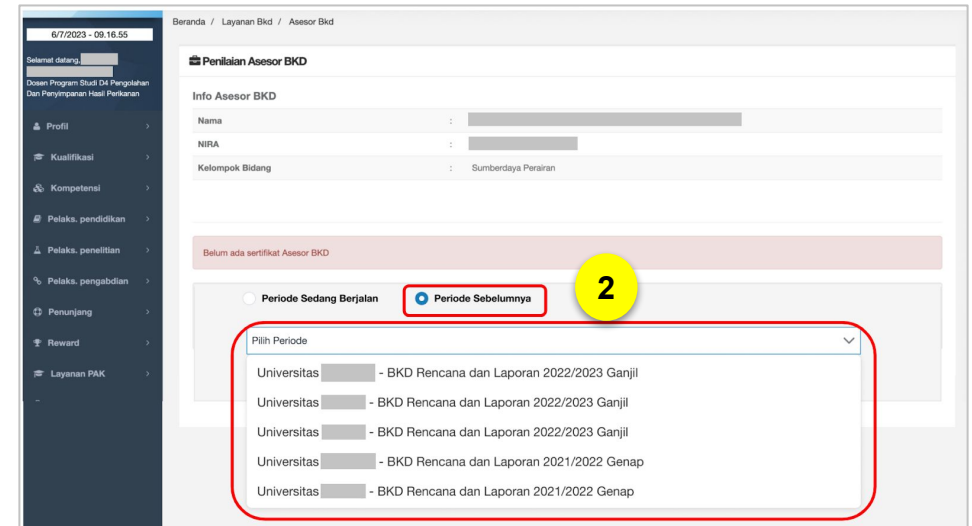 Beranda / Layanan Bkd / Asesor Bkd
6/7/2023 - 09.16.55
Selamat datang,
Dosen Program Studi D4 Pengolahan
Dan Penyimpanan Hasil Perikanan
Profil
Kualifikasi
Kompetensi
Pelaks. pendidikan
Pelaks. penelitian
Pelaks. pengabdian
Penunjang
Reward
Layanan PAK
Penilaian Asesor BKD
Info Asesor BKD
Nama :
NIRA :
Kelompok Bidang : Sumberdaya Perairan
Belum ada sertifikat Asesor BKD
Periode Sedang Berjalan Periode Sebelumnya 2
Pilih Periode
Universitas - BKD Rencana dan Laporan 2022/2023 Ganjil
Universitas - BKD Rencana dan Laporan 2022/2023 Ganjil
Universitas - BKD Rencana dan Laporan 2022/2023 Ganjil
Universitas - BKD Rencana dan Laporan 2021/2022 Genap
Universitas - BKD Rencana dan Laporan 2021/2022 Genap